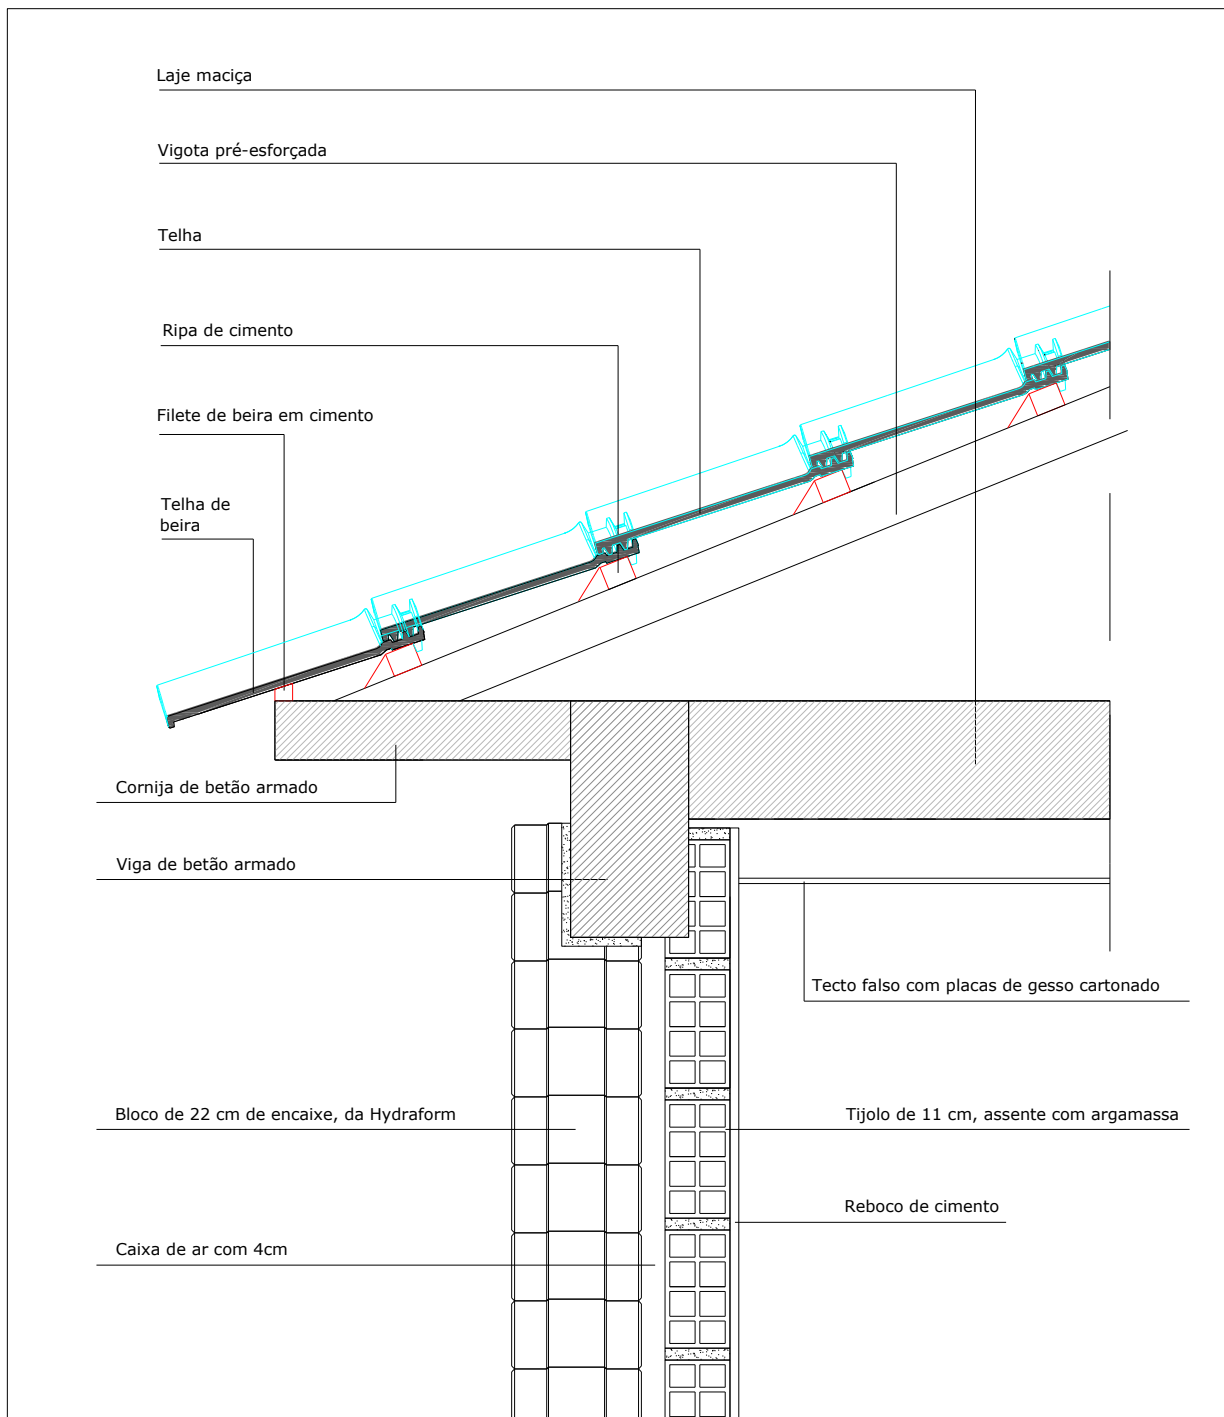 Laje maciça
Vigota pré-esforçada
Telha
Ripa de cimento
Filete de beira em cimento
Telha de
beira
Cornija de betão armado
Viga de betão armado
Tecto falso com placas de gesso cartonado
Bloco de 22 cm de encaixe, da Hydraform
Tijolo de 11 cm, assente com argamassa
Reboco de cimento
Caixa de ar com 4cm